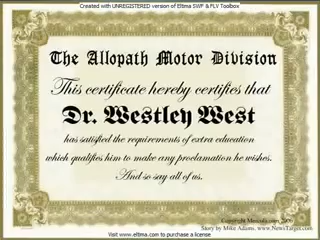 Created with UNREGISTERED version of Eltima SWF & FLV Toolbox
The Allopath Motor Division
This certificate hereby certifies that
Dr. Westley West
has satisfied the requirements of extra education
which qualifies him to make any proclamation he wishes.
And so say all of us.
Story by Mike Adams, www.NewsTarget.com
Visit www.eltima.com to purchase a license